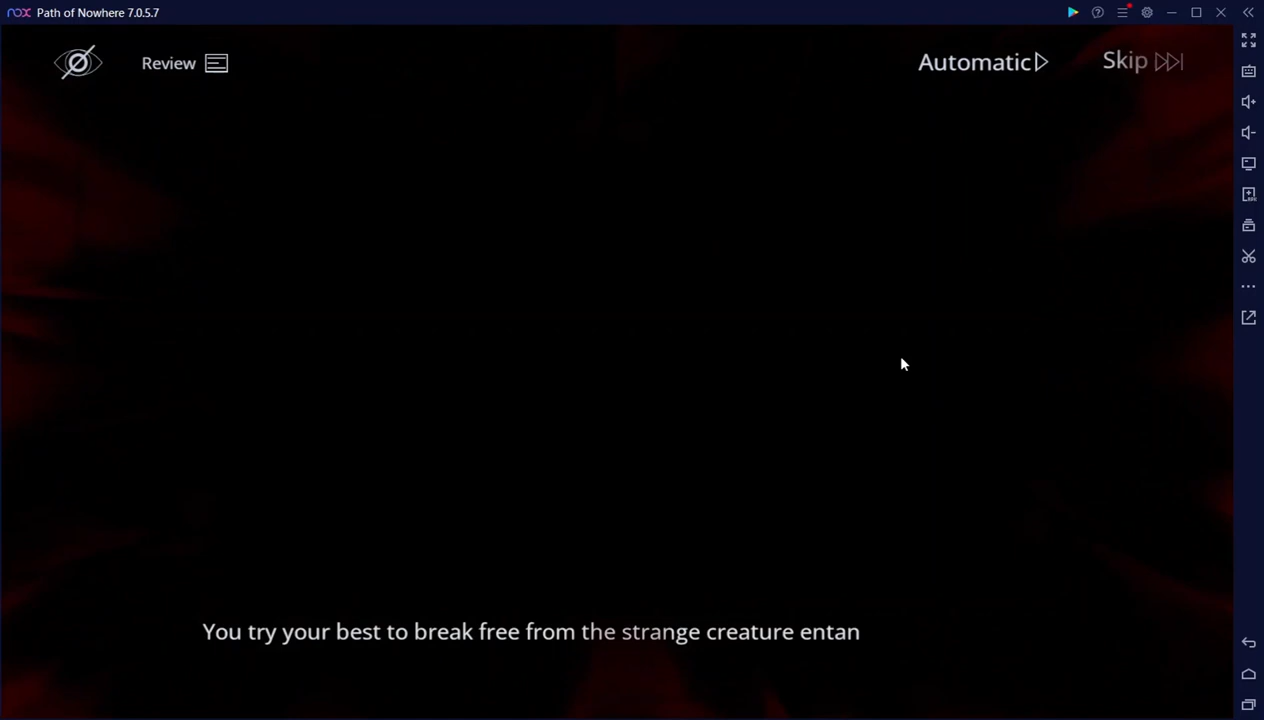 nox Path of Nowhere 7.0.5.7
Review
Automatic
Skip
You try your best to break free from the strange creature entan